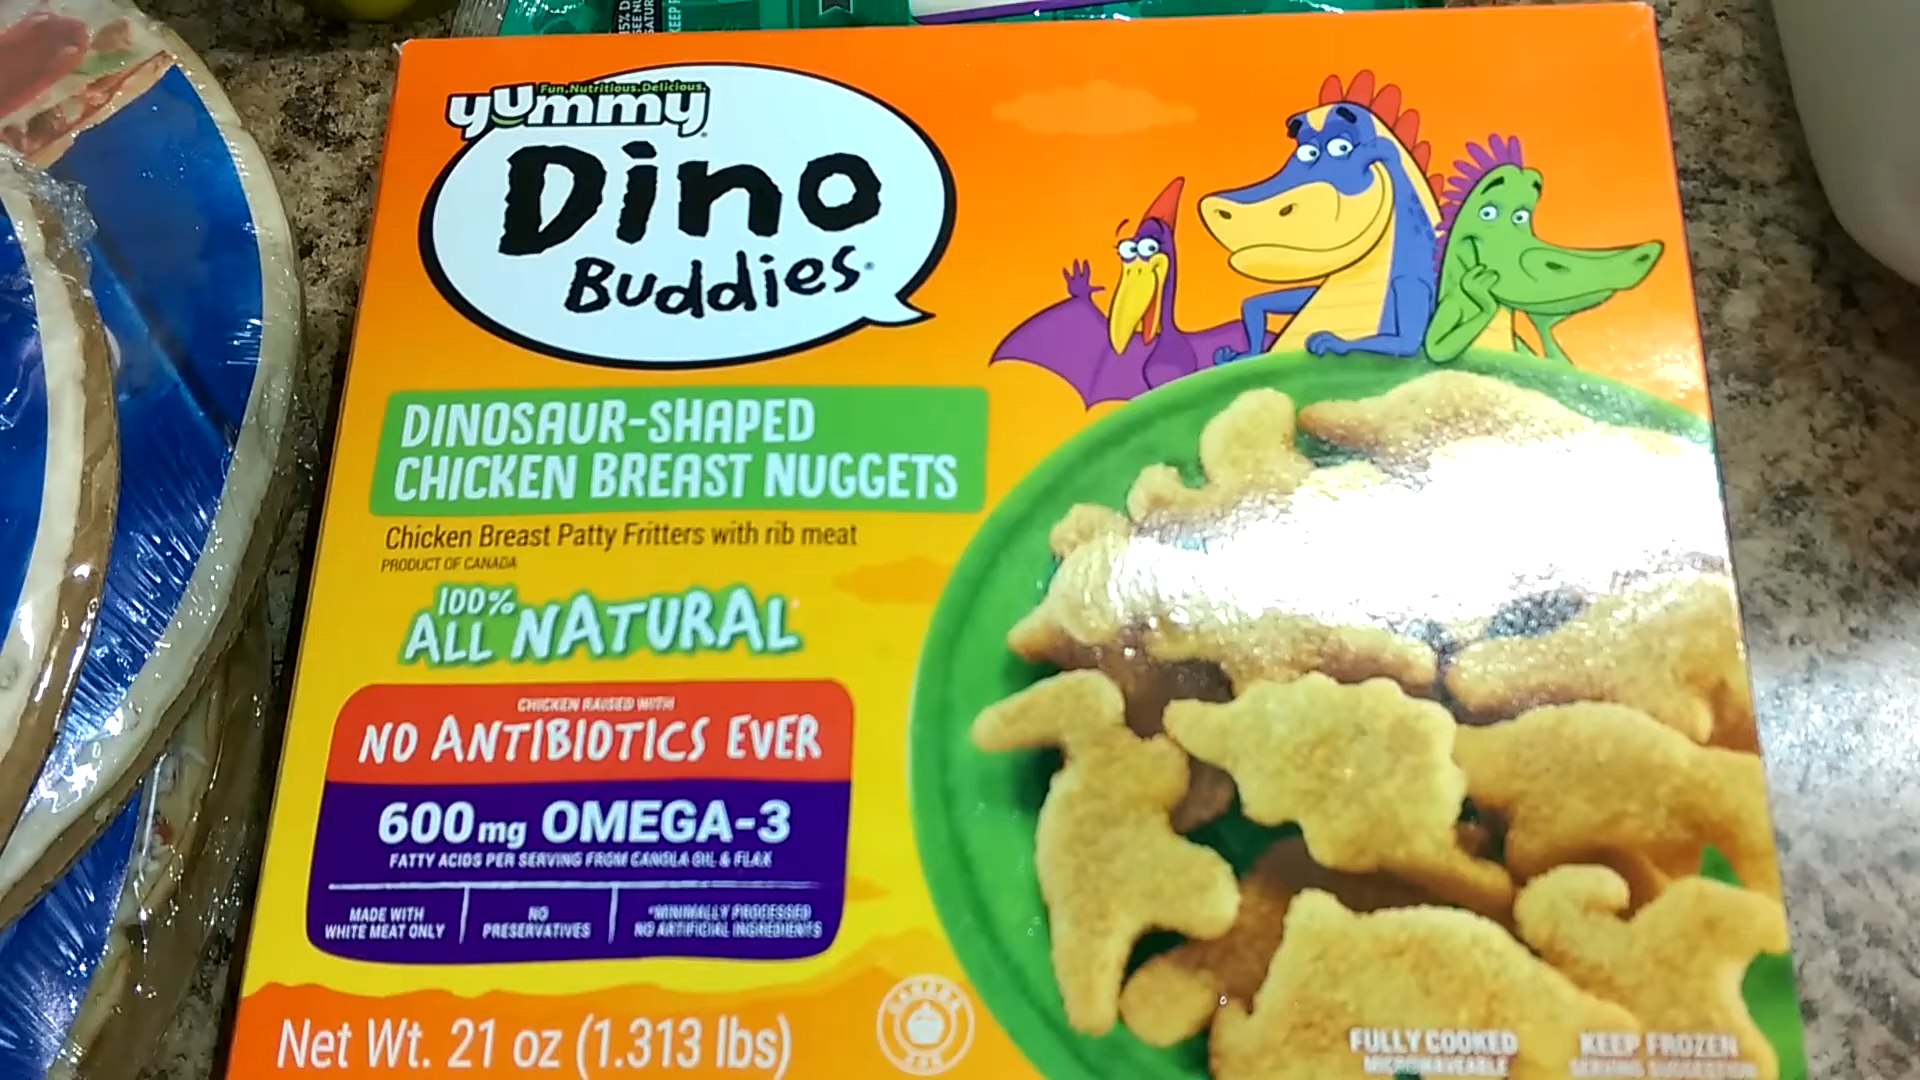 Fun.Nutritious.Delicious.
yummy
Dino
Buddies
DINOSAUR-SHAPED
CHICKEN BREAST NUGGETS
Chicken Breast Patty Fritters with rib meat
PRODUCT OF CANADA
100%
ALL NATURAL*
CHICKEN RAISED WITH
NO ANTIBIOTICS EVER
600mg OMEGA-3
FATTY ACIDS PER SERVING FROM CANOLA OIL & FLAX
MADE WITH
WHITE MEAT ONLY
NO
PRESERVATIVES
*MINIMALLY PROCESSED
NO ARTIFICIAL INGREDIENTS
Net Wt. 21 oz (1.313 lbs)
FULLY COOKED
MICROWAVEABLE
KEEP FROZEN
SERVING SUGGESTION